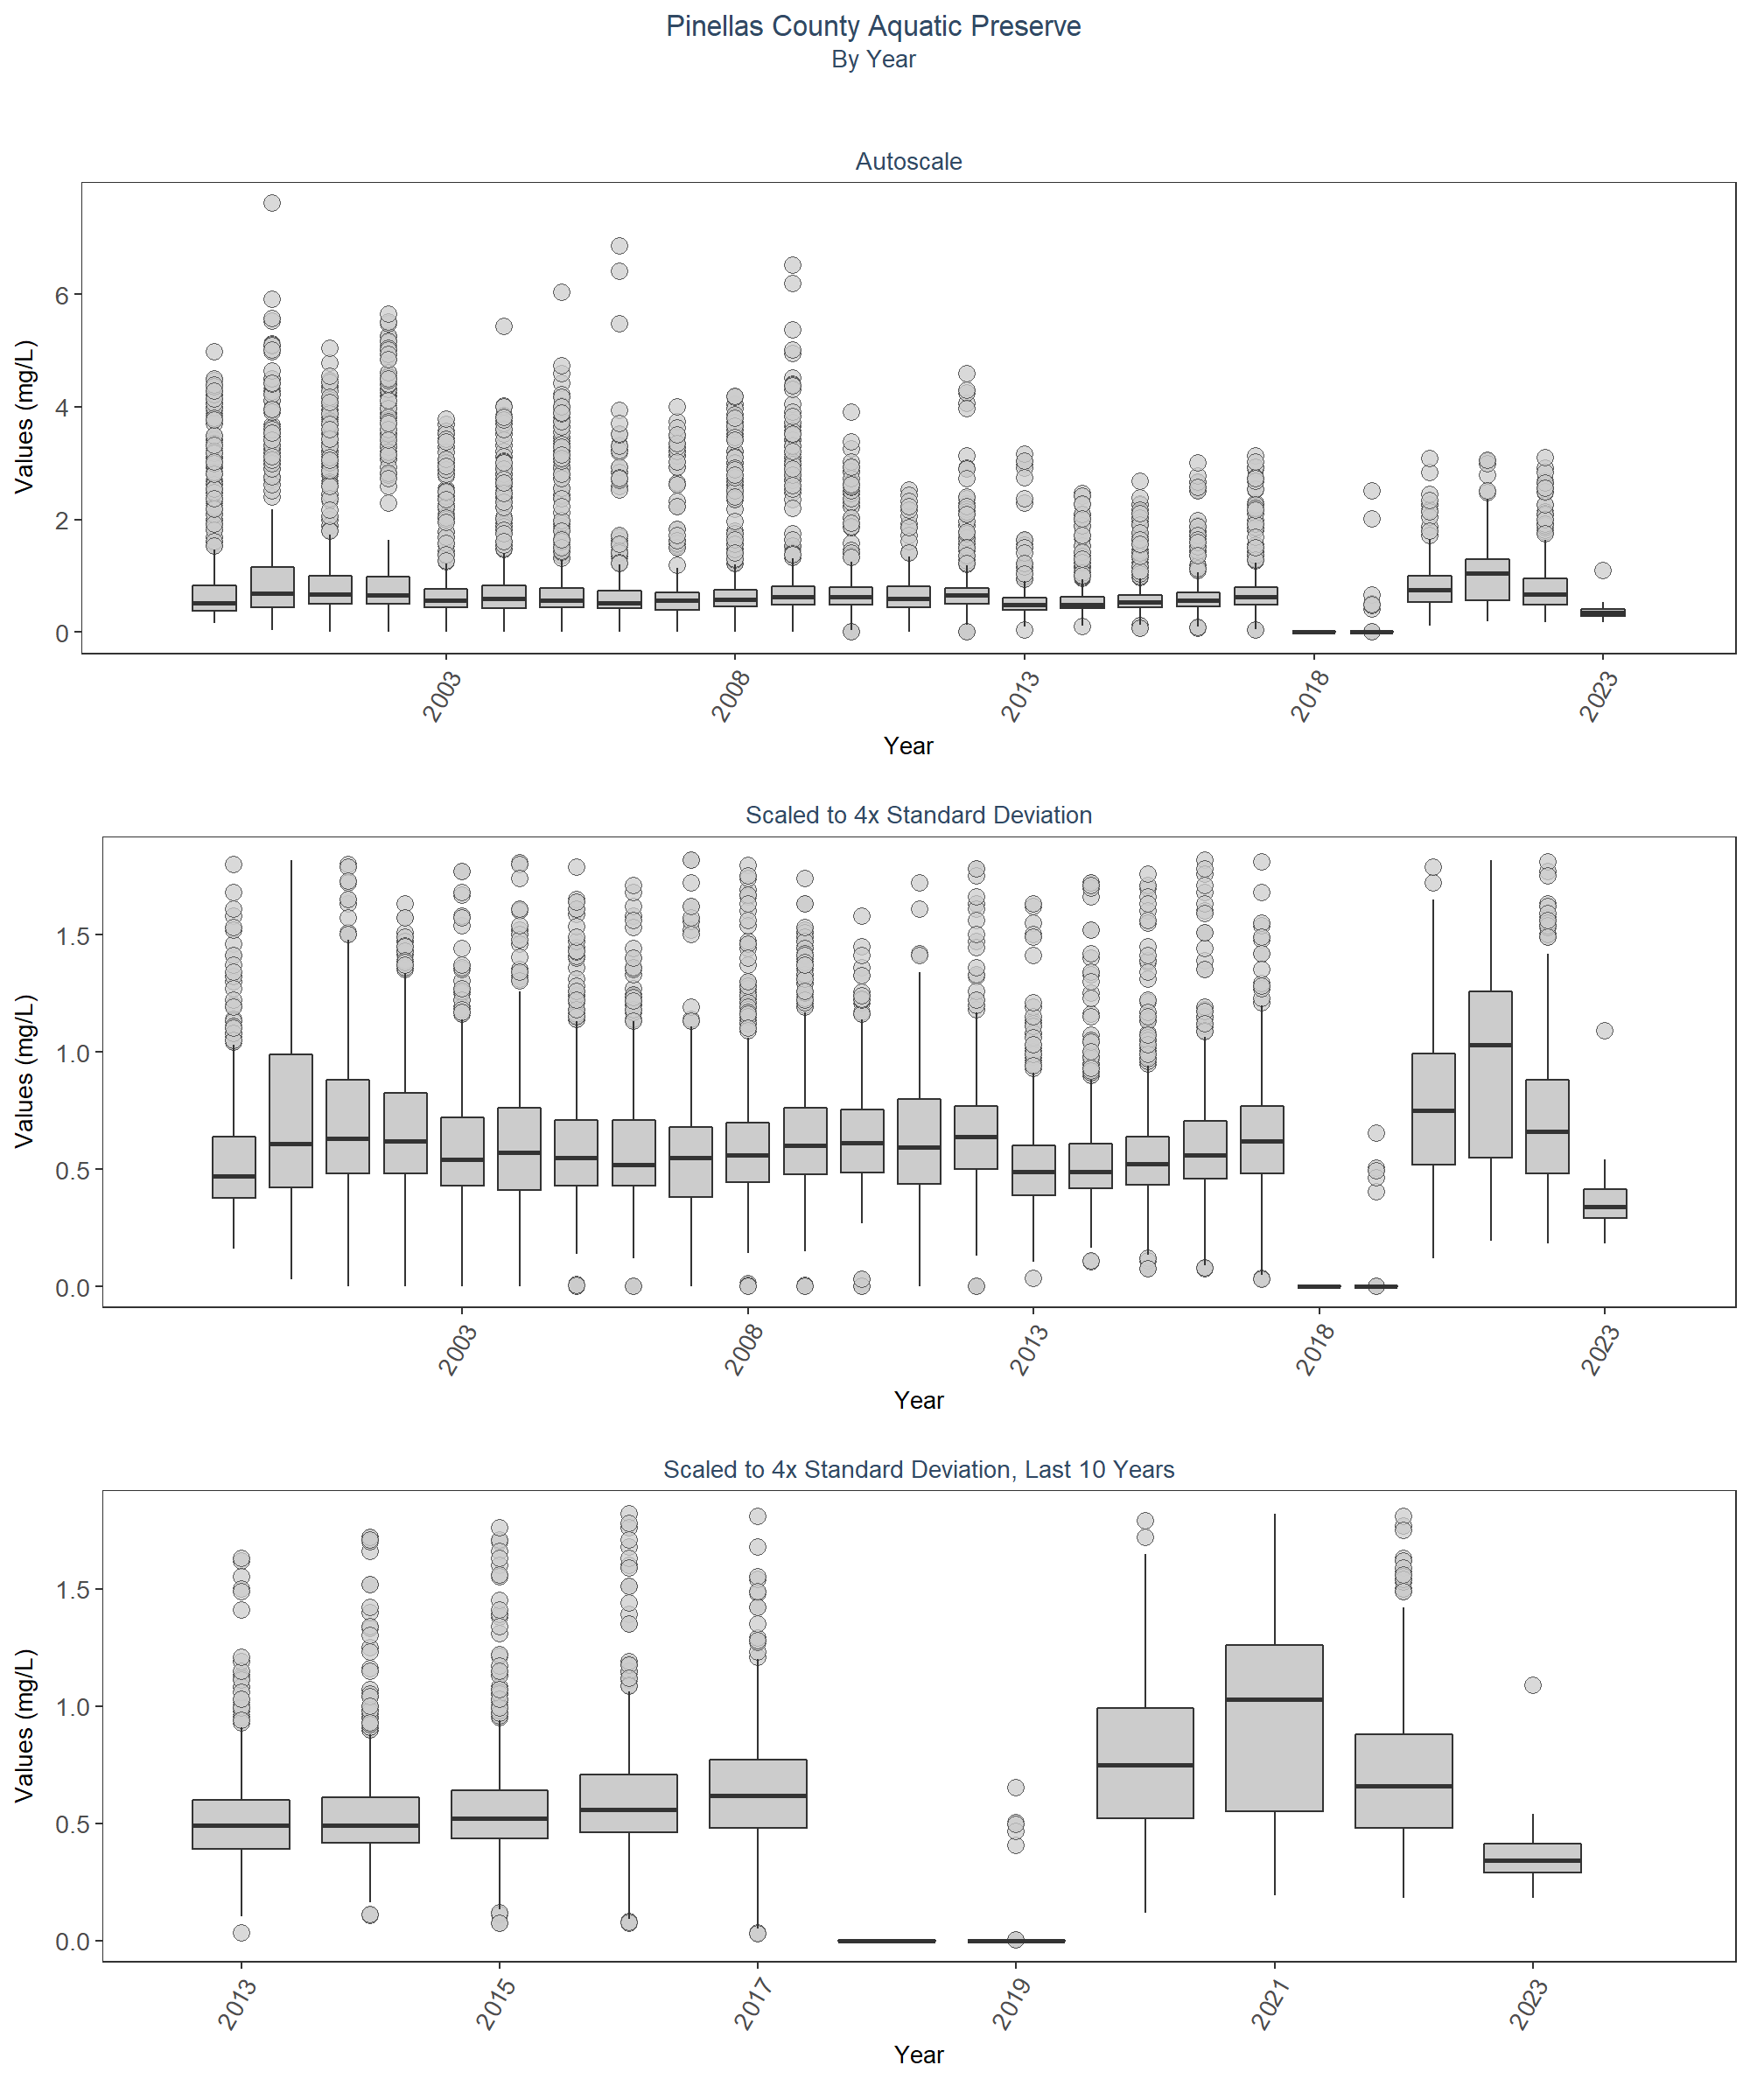 Pinellas County Aquatic Preserve
By Year
Autoscale
Values (mg/L)
6
4
2
0
2003 2008 2013 2018 2023
Year
Scaled to 4x Standard Deviation
Values (mg/L)
1.5
1.0
0.5
0.0
2003 2008 2013 2018 2023
Year
Scaled to 4x Standard Deviation, Last 10 Years
Values (mg/L)
1.5
1.0
0.5
0.0
2013 2015 2017 2019 2021 2023
Year